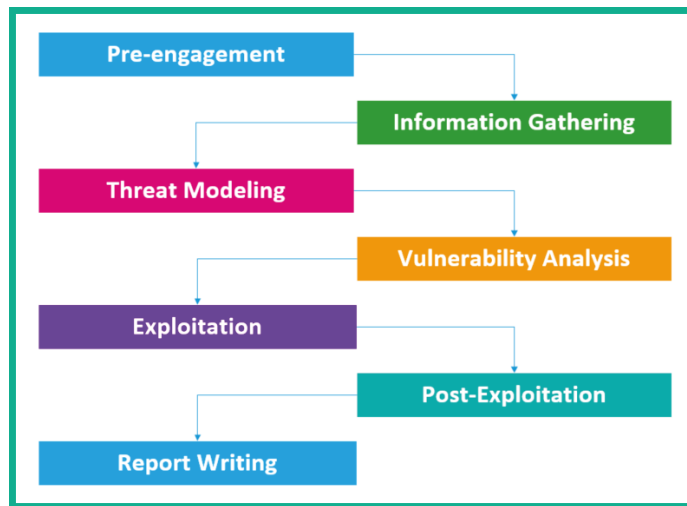 Pre-engagement
Information Gathering
Threat Modeling
Vulnerability Analysis
Exploitation
Post-Exploitation
Report Writing